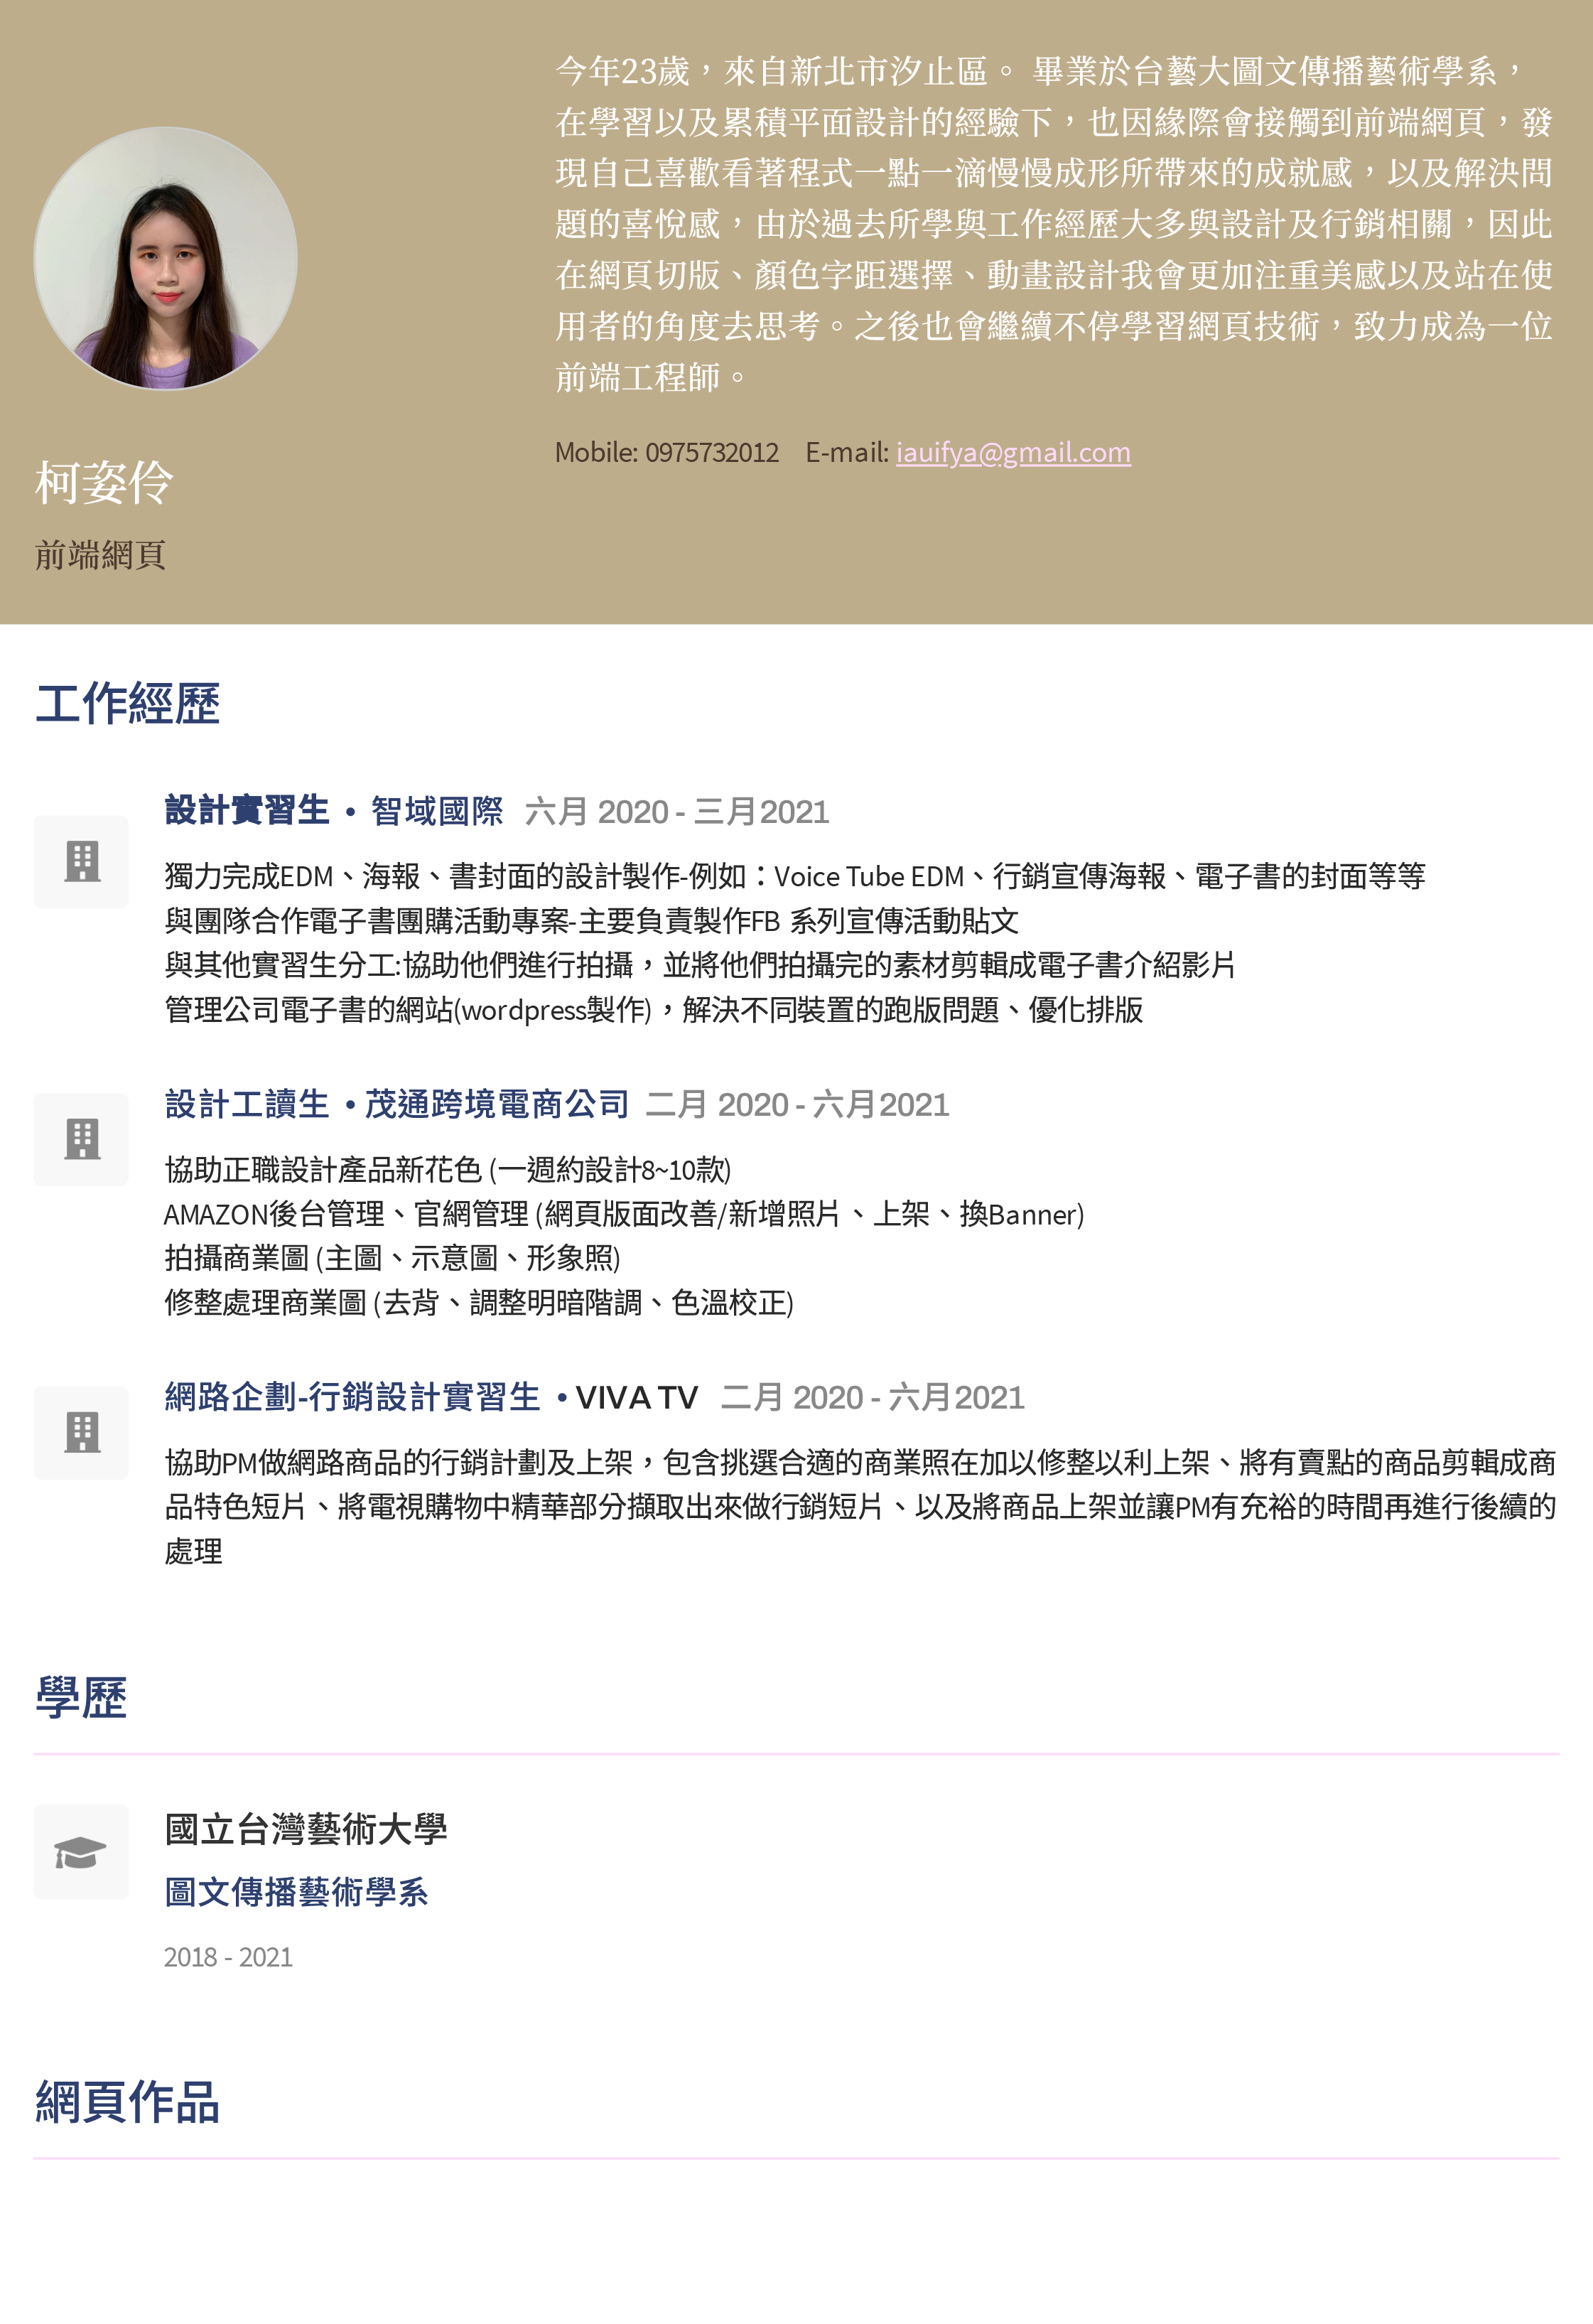 今年23歲，來自新北市汐止區。 畢業於台藝大圖文傳播藝術學系，
在學習以及累積平面設計的經驗下，也因緣際會接觸到前端網頁，發
現自己喜歡看著程式一點一滴慢慢成形所帶來的成就感，以及解決問
題的喜悅感，由於過去所學與工作經歷大多與設計及行銷相關，因此
在網頁切版、顏色字距選擇、動畫設計我會更加注重美感以及站在使
用者的角度去思考。之後也會繼續不停學習網頁技術，致力成為一位
前端工程師。
Mobile: 0975732012 E-mail: iauifya@gmail.com
柯姿伶
前端網頁
工作經歷
設計實習生 • 智域國際 六月 2020 - 三月2021
獨力完成EDM、海報、書封面的設計製作-例如：Voice Tube EDM、行銷宣傳海報、電子書的封面等等
與團隊合作電子書團購活動專案-主要負責製作FB 系列宣傳活動貼文
與其他實習生分工:協助他們進行拍攝，並將他們拍攝完的素材剪輯成電子書介紹影片
管理公司電子書的網站(wordpress製作)，解決不同裝置的跑版問題、優化排版
設計工讀生 • 茂通跨境電商公司 二月 2020 - 六月2021
協助正職設計產品新花色 (一週約設計8~10款)
AMAZON後台管理、官網管理 (網頁版面改善/新增照片、上架、換Banner)
拍攝商業圖 (主圖、示意圖、形象照)
修整處理商業圖 (去背、調整明暗階調、色溫校正)
網路企劃-行銷設計實習生 • VIVA TV 二月 2020 - 六月2021
協助PM做網路商品的行銷計劃及上架，包含挑選合適的商業照在加以修整以利上架、將有賣點的商品剪輯成商
品特色短片、將電視購物中精華部分擷取出來做行銷短片、以及將商品上架並讓PM有充裕的時間再進行後續的
處理
學歷
國立台灣藝術大學
圖文傳播藝術學系
2018 - 2021
網頁作品